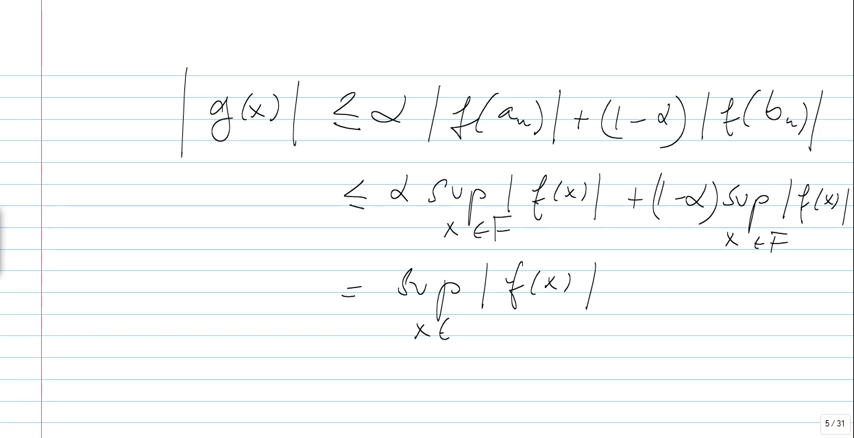 |g(x)| ≤ α |f(a_n)| + (1-α) |f(b_n)|
≤ α sup_{x∈F} |f(x)| + (1-α) sup_{x∈F} |f(x)|
= sup_{x∈} |f(x)|
5 / 31